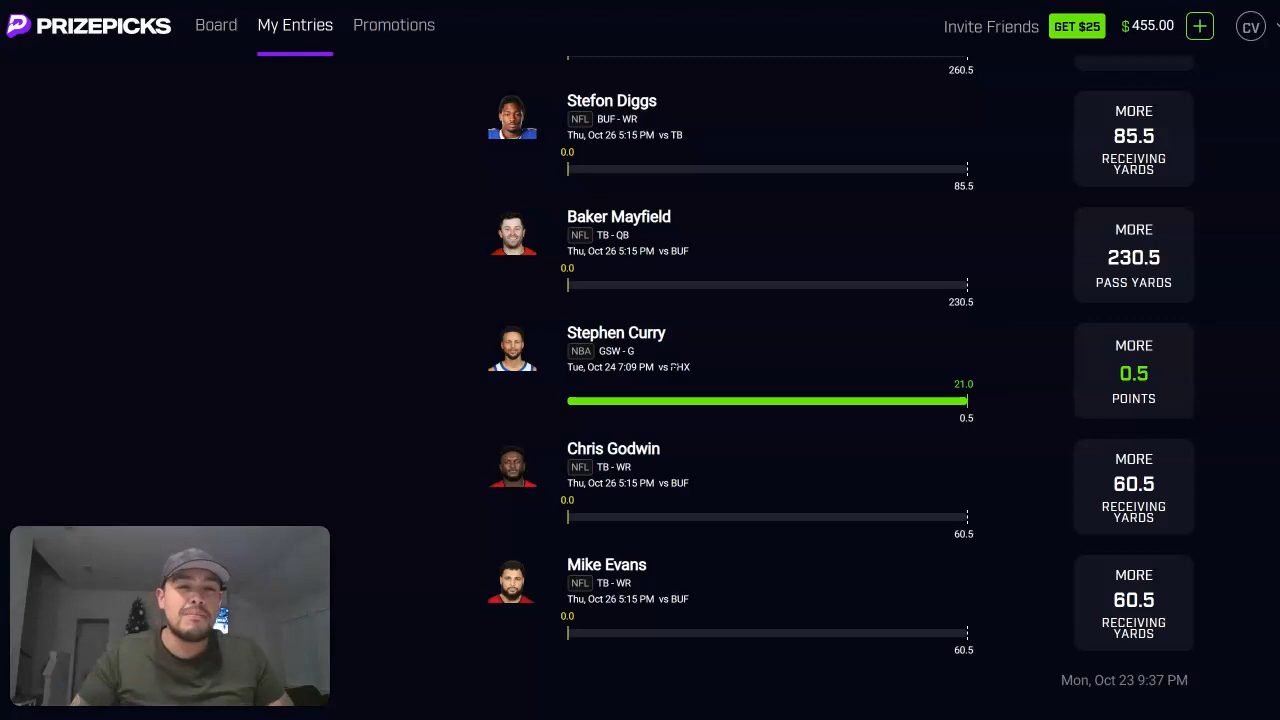 PRIZEPICKS
Board
My Entries
Promotions
Invite Friends
GET $25
$455.00
+
CV
260.5
Stefon Diggs
NFL BUF - WR
Thu, Oct 26 5:15 PM vs TB
0.0
85.5
MORE
85.5
RECEIVING
YARDS
Baker Mayfield
NFL TB - QB
Thu, Oct 26 5:15 PM vs BUF
0.0
230.5
MORE
230.5
PASS YARDS
Stephen Curry
NBA GSW - G
Tue, Oct 24 7:09 PM vs PHX
21.0
0.5
MORE
0.5
POINTS
Chris Godwin
NFL TB - WR
Thu, Oct 26 5:15 PM vs BUF
0.0
60.5
MORE
60.5
RECEIVING
YARDS
Mike Evans
NFL TB - WR
Thu, Oct 26 5:15 PM vs BUF
0.0
60.5
MORE
60.5
RECEIVING
YARDS
Mon, Oct 23 9:37 PM